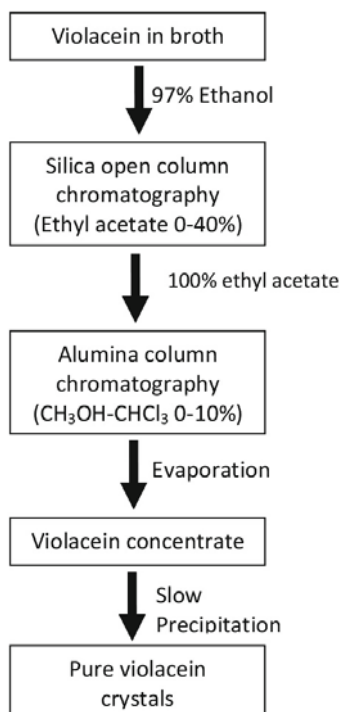 Violacein in broth
97% Ethanol
Silica open column
chromatography
(Ethyl acetate 0-40%)
100% ethyl acetate
Alumina column
chromatography
(CH₃OH-CHCl₃ 0-10%)
Evaporation
Violacein concentrate
Slow
Precipitation
Pure violacein
crystals